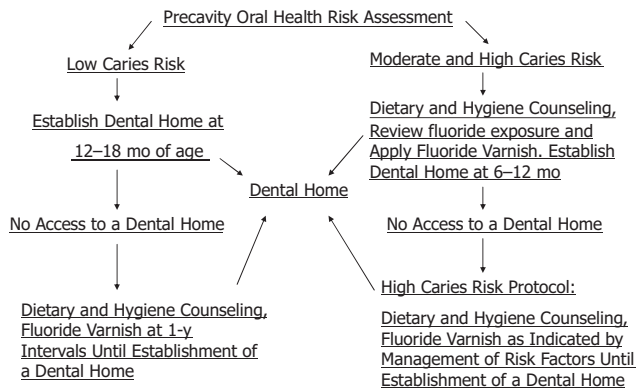 Precavity Oral Health Risk Assessment
Low Caries Risk
Establish Dental Home at
12–18 mo of age
No Access to a Dental Home
Dietary and Hygiene Counseling,
Fluoride Varnish at 1-y
Intervals Until Establishment of
a Dental Home
Dental Home
Moderate and High Caries Risk
Dietary and Hygiene Counseling,
Review fluoride exposure and
Apply Fluoride Varnish. Establish
Dental Home at 6–12 mo
No Access to a Dental Home
High Caries Risk Protocol:
Dietary and Hygiene Counseling,
Fluoride Varnish as Indicated by
Management of Risk Factors Until
Establishment of a Dental Home